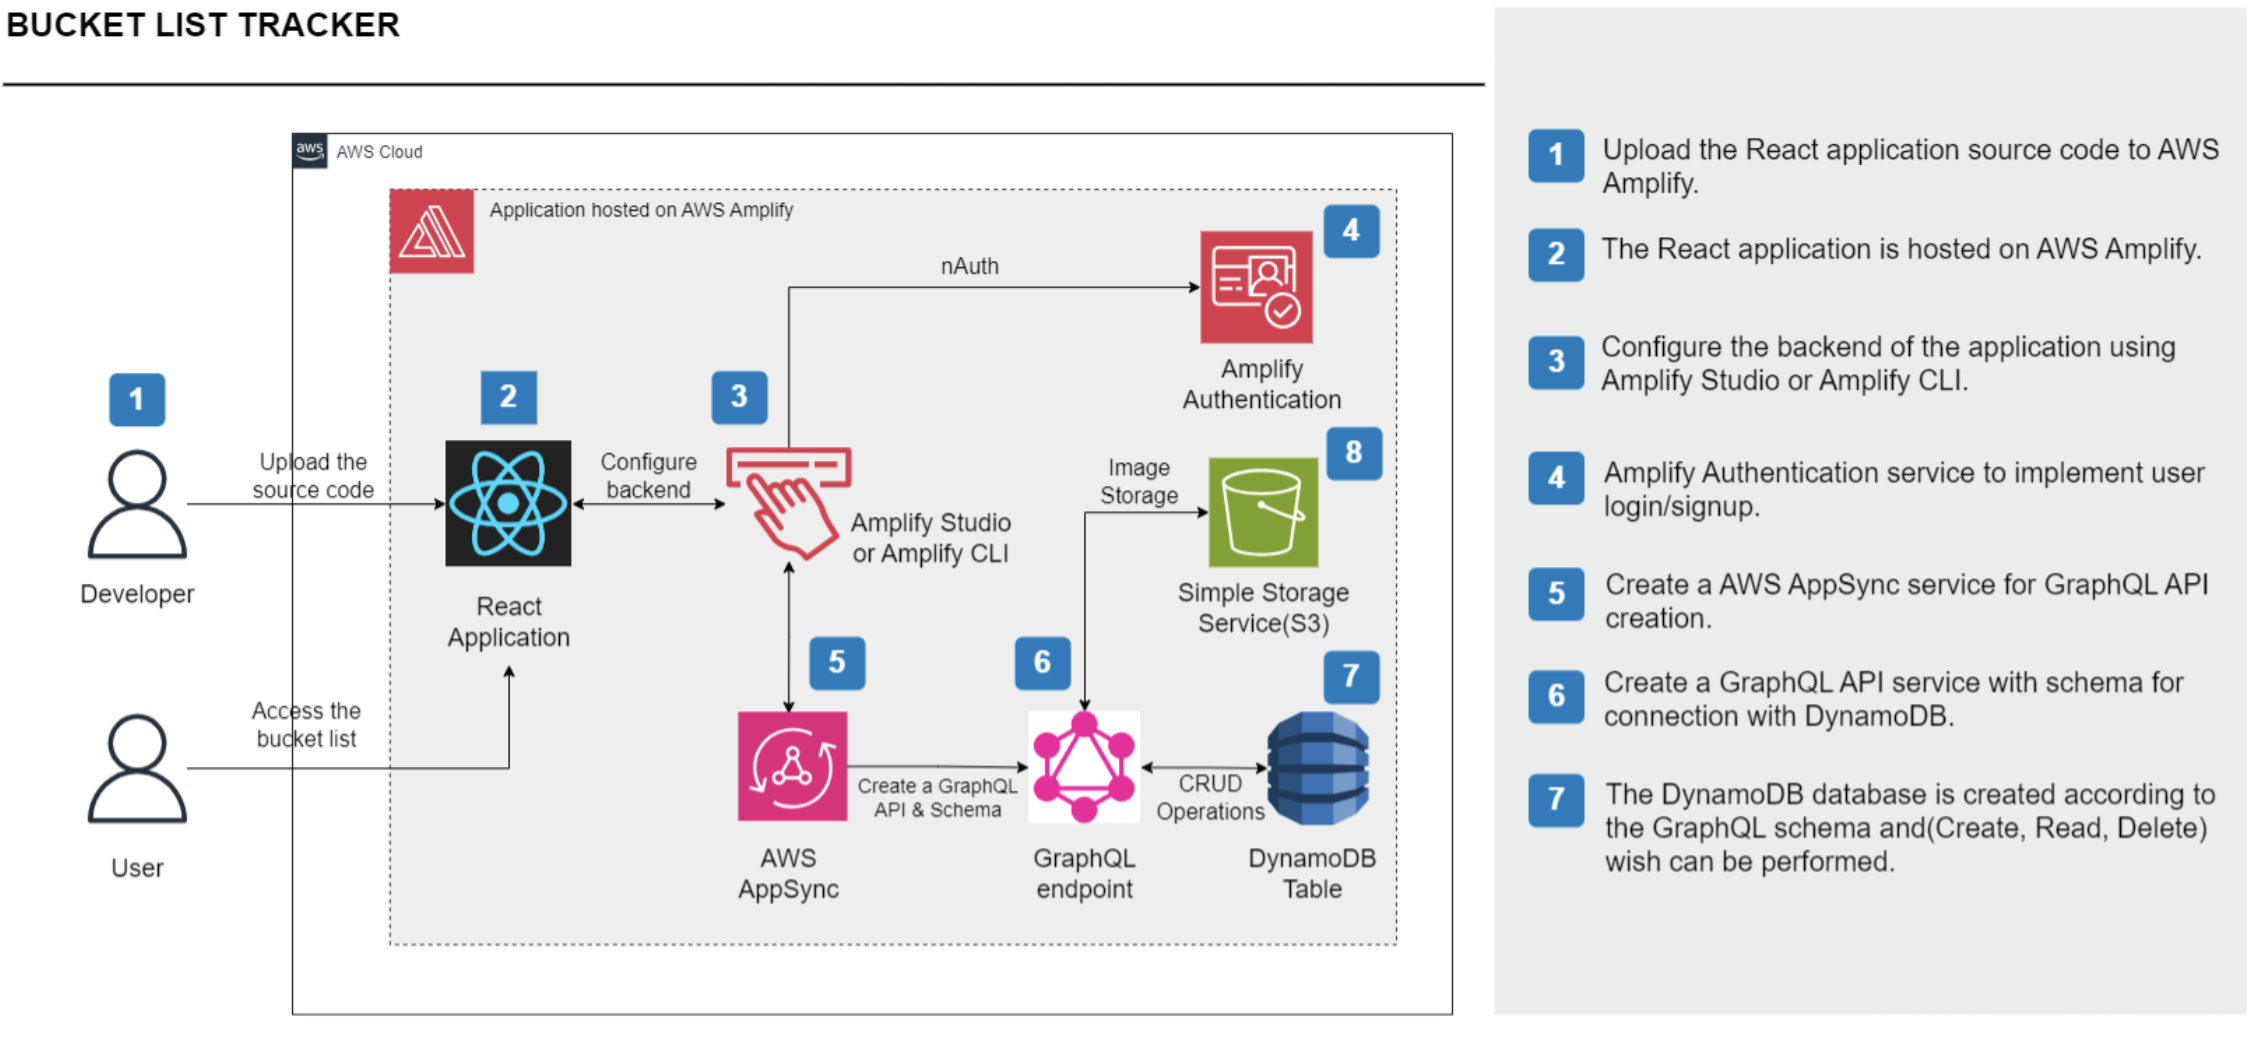 BUCKET LIST TRACKER
aws
AWS Cloud
Application hosted on AWS Amplify
4
nAuth
Amplify
Authentication
1
2
3
Upload the
source code
Configure
backend
Developer
React
Application
Amplify Studio
or Amplify CLI
8
Image
Storage
Simple Storage
Service(S3)
5
6
7
Access the
bucket list
User
Create a GraphQL
API & Schema
CRUD
Operations
AWS
AppSync
GraphQL
endpoint
DynamoDB
Table
1
Upload the React application source code to AWS
Amplify.
2
The React application is hosted on AWS Amplify.
3
Configure the backend of the application using
Amplify Studio or Amplify CLI.
4
Amplify Authentication service to implement user
login/signup.
5
Create a AWS AppSync service for GraphQL API
creation.
6
Create a GraphQL API service with schema for
connection with DynamoDB.
7
The DynamoDB database is created according to
the GraphQL schema and(Create, Read, Delete)
wish can be performed.